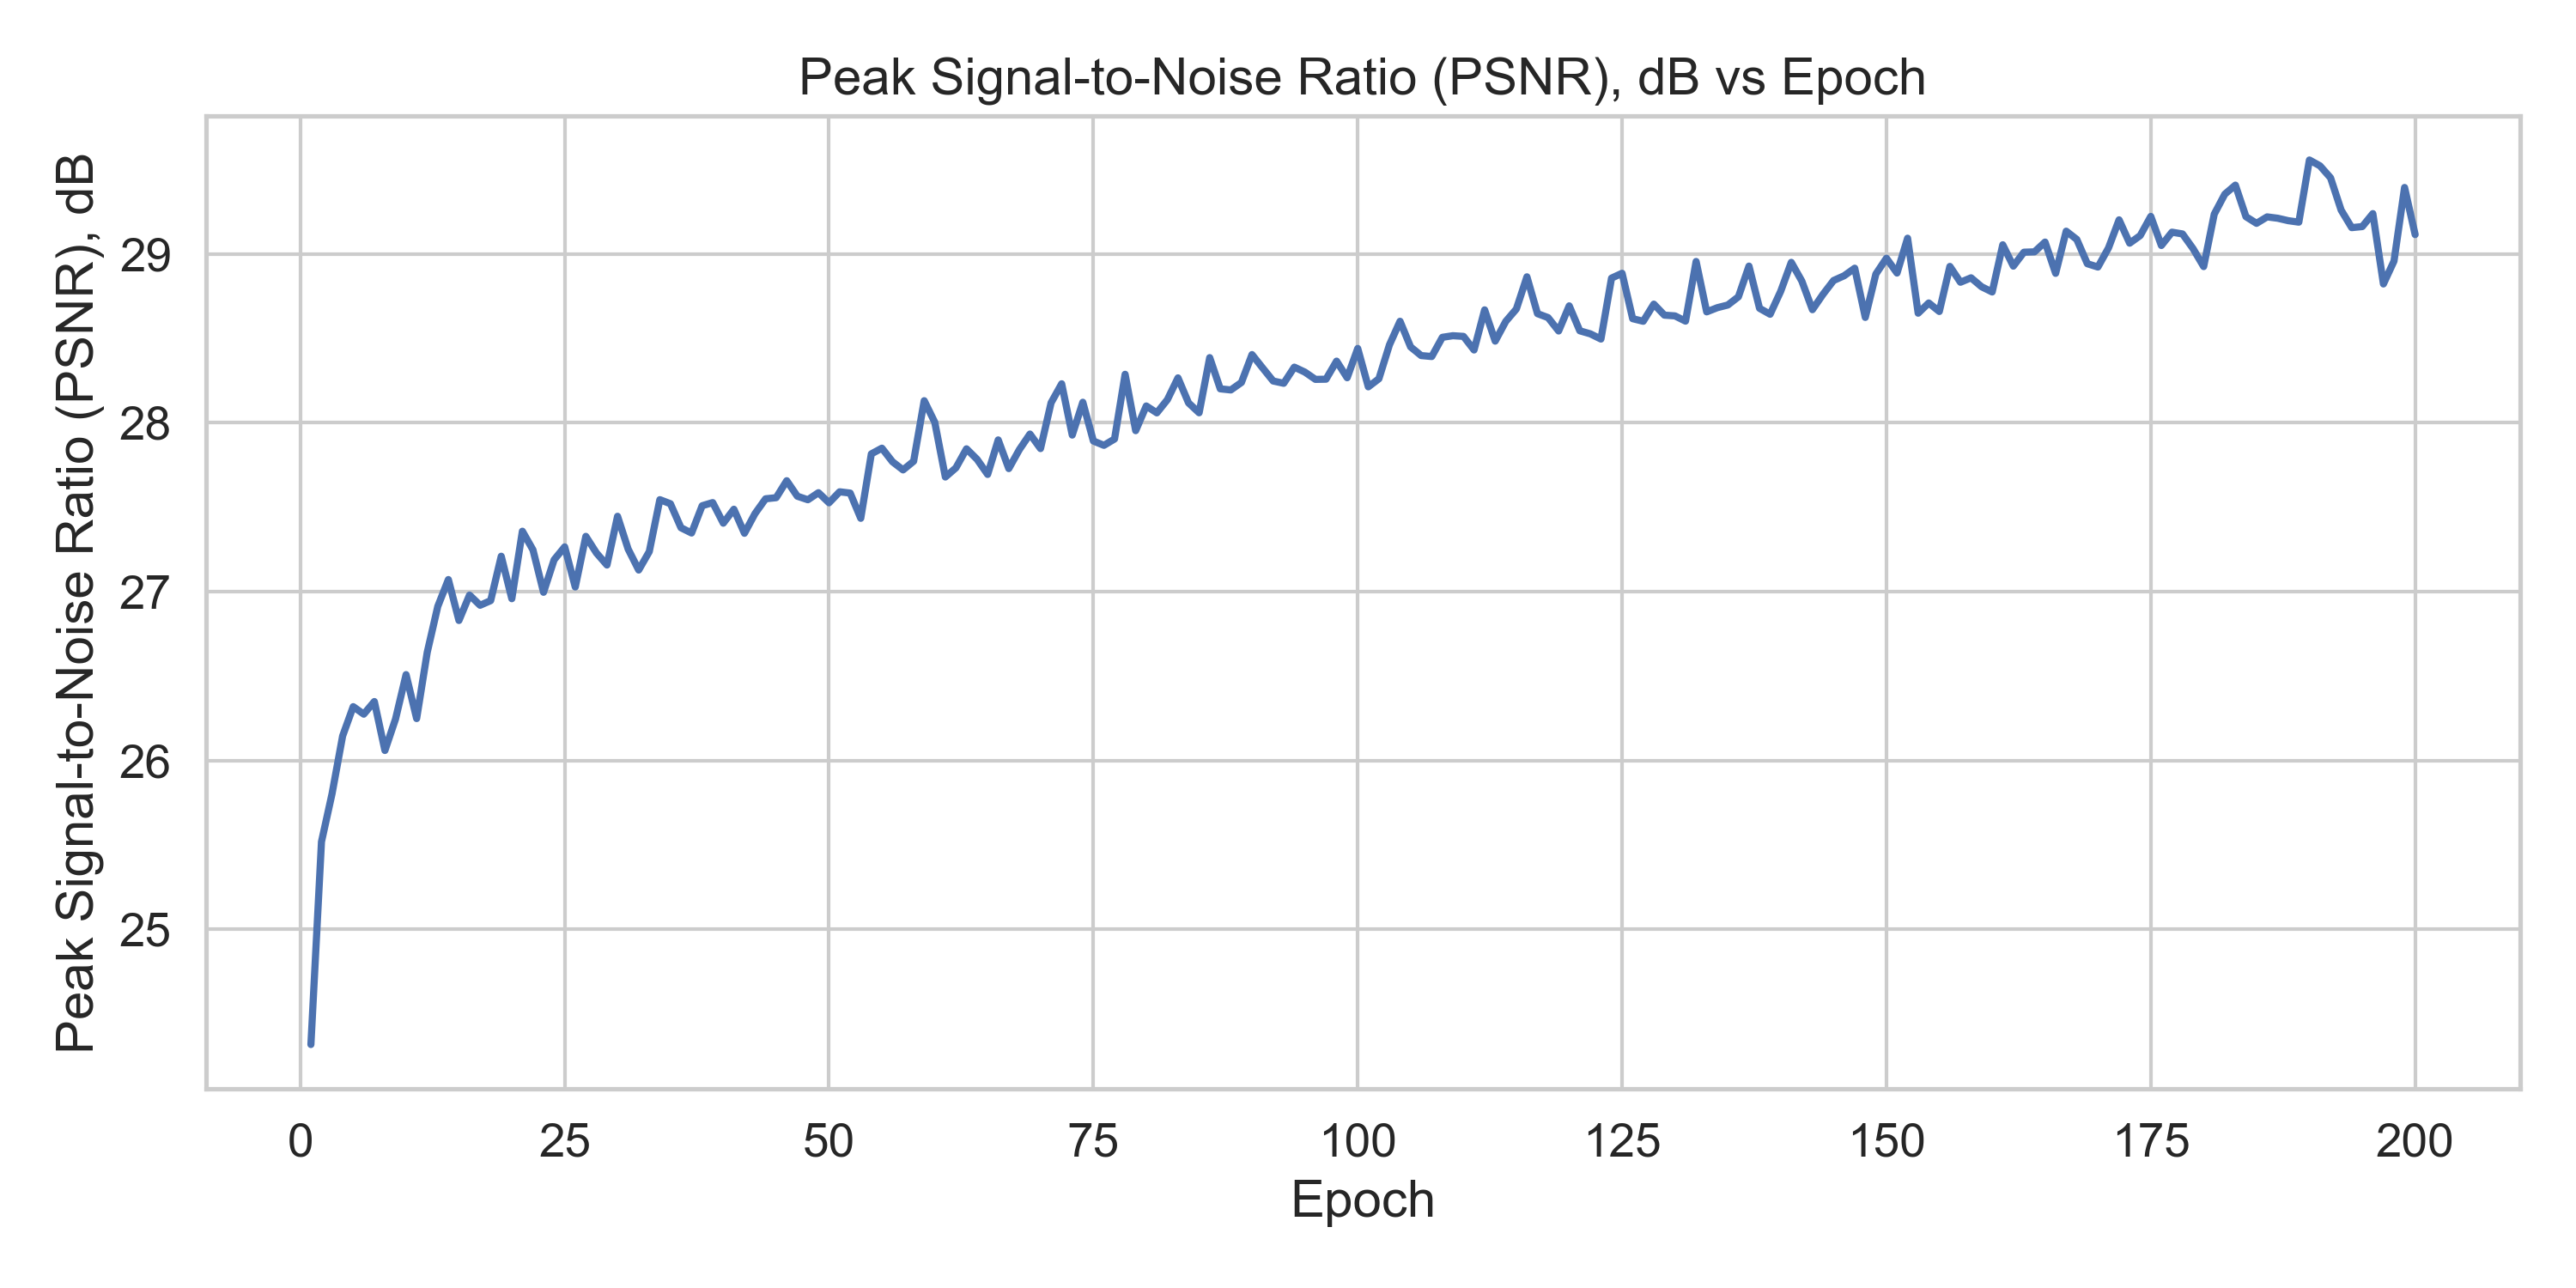 Peak Signal-to-Noise Ratio (PSNR), dB vs Epoch
Peak Signal-to-Noise Ratio (PSNR), dB
29
28
27
26
25
0 25 50 75 100 125 150 175 200
Epoch